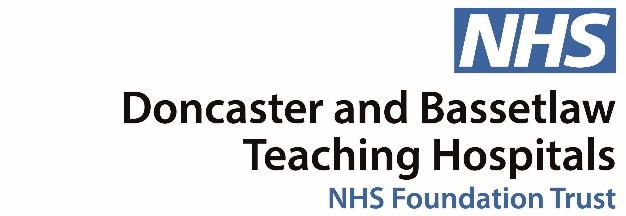 NHS
Doncaster and Bassetlaw
Teaching Hospitals
NHS Foundation Trust